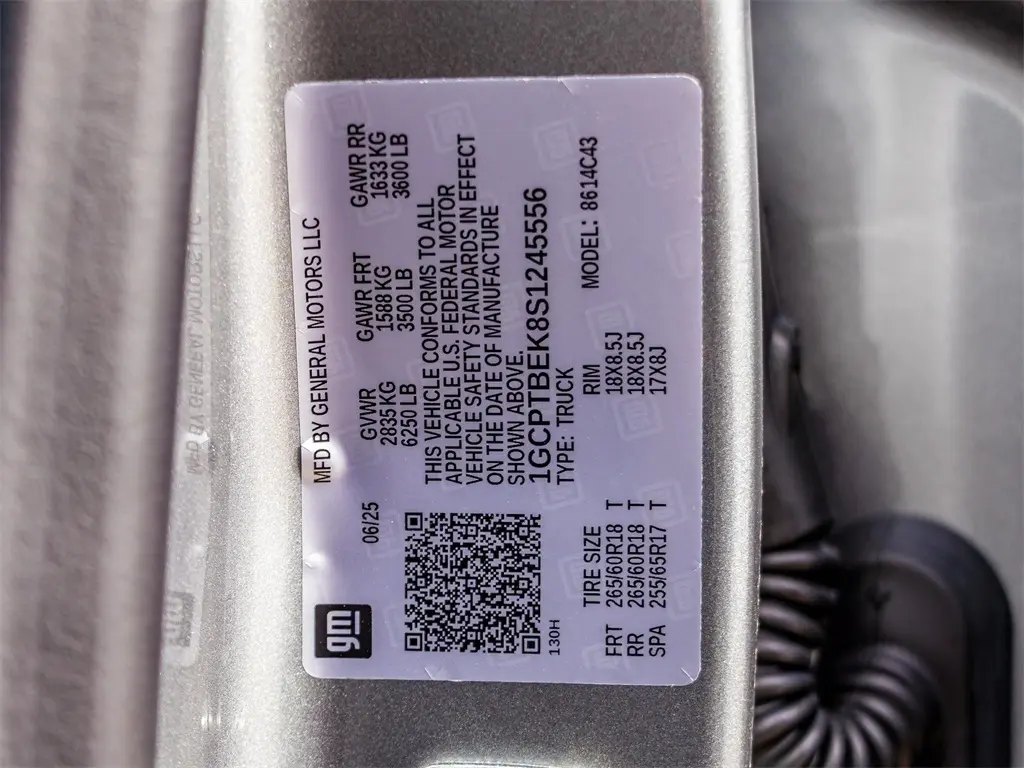 MFD BY GENERAL MOTORS LLC
06/25
GVWR GAWR FRT GAWR RR
2835 KG 1588 KG 1633 KG
6250 LB 3500 LB 3600 LB
THIS VEHICLE CONFORMS TO ALL
APPLICABLE U.S. FEDERAL MOTOR
VEHICLE SAFETY STANDARDS IN EFFECT
ON THE DATE OF MANUFACTURE
SHOWN ABOVE.
1GCPTBEK8S1245556
TYPE: TRUCK MODEL: 8614C43
gm
130H
TIRE SIZE RIM
FRT 265/60R18 T 18X8.5J
RR 265/60R18 T 18X8.5J
SPA 255/65R17 T 17X8J